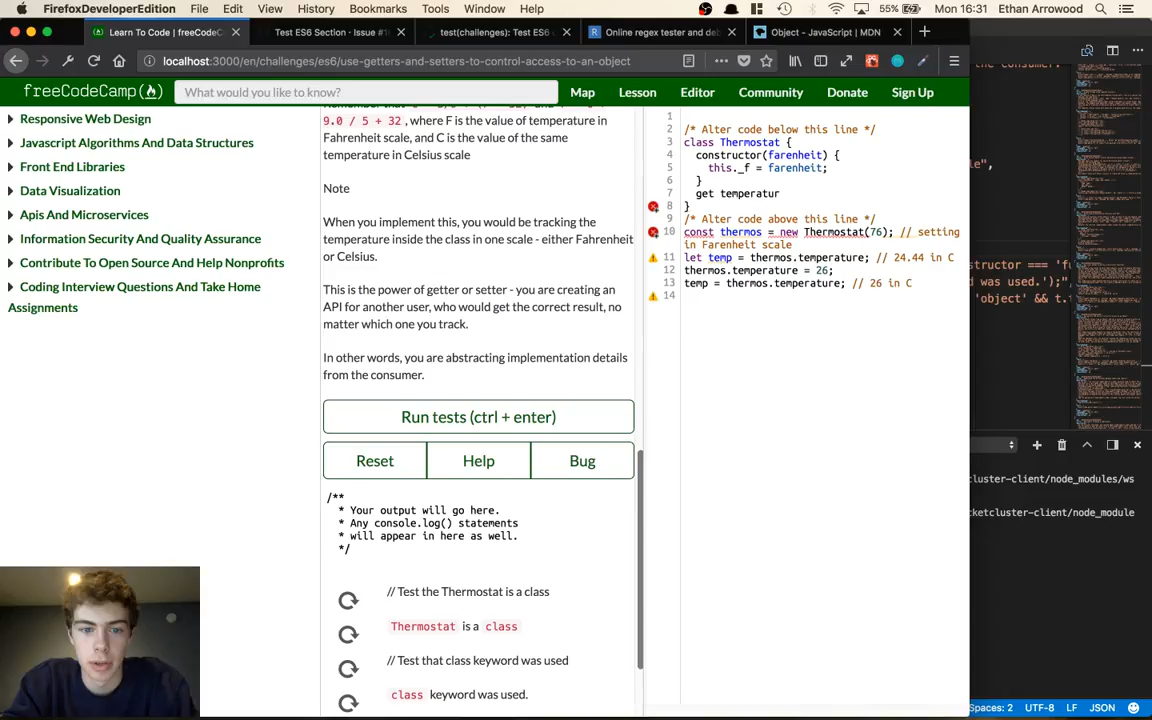 FirefoxDeveloperEdition File Edit View History Bookmarks Tools Window Help 55% Mon 16:31 Ethan Arrowood
Learn To Code | freeCodeC Test ES6 Section · Issue #1 test(challenges): Test ES6 Online regex tester and de Object - JavaScript | MDN
localhost:3000/en/challenges/es6/use-getters-and-setters-to-control-access-to-an-object
freeCodeCamp What would you like to know? Map Lesson Editor Community Donate Sign Up
Responsive Web Design
Javascript Algorithms And Data Structures
Front End Libraries
Data Visualization
Apis And Microservices
Information Security And Quality Assurance
Contribute To Open Source And Help Nonprofits
Coding Interview Questions And Take Home
Assignments
9.0 / 5 + 32 , where F is the value of temperature in
Fahrenheit scale, and C is the value of the same
temperature in Celsius scale
Note
When you implement this, you would be tracking the
temperature inside the class in one scale - either Fahrenheit
or Celsius.
This is the power of getter or setter - you are creating an
API for another user, who would get the correct result, no
matter which one you track.
In other words, you are abstracting implementation details
from the consumer.
Run tests (ctrl + enter)
Reset Help Bug
/**
* Your output will go here.
* Any console.log() statements
* will appear in here as well.
*/
// Test the Thermostat is a class
Thermostat is a class
// Test that class keyword was used
class keyword was used.
1
2 /* Alter code below this line */
3 class Thermostat {
4 constructor(farenheit) {
5 this._f = farenheit;
6 }
7 get temperatur
8 }
9 /* Alter code above this line */
10 const thermos = new Thermostat(76); // setting
in Farenheit scale
11 let temp = thermos.temperature; // 24.44 in C
12 thermos.temperature = 26;
13 temp = thermos.temperature; // 26 in C
14
the consumer.
le",
structor === 'fu
d was used.');",
'object' && t.
cluster-client/node_modules/ws
cketcluster-client/node_module
Spaces: 2 UTF-8 LF JSON